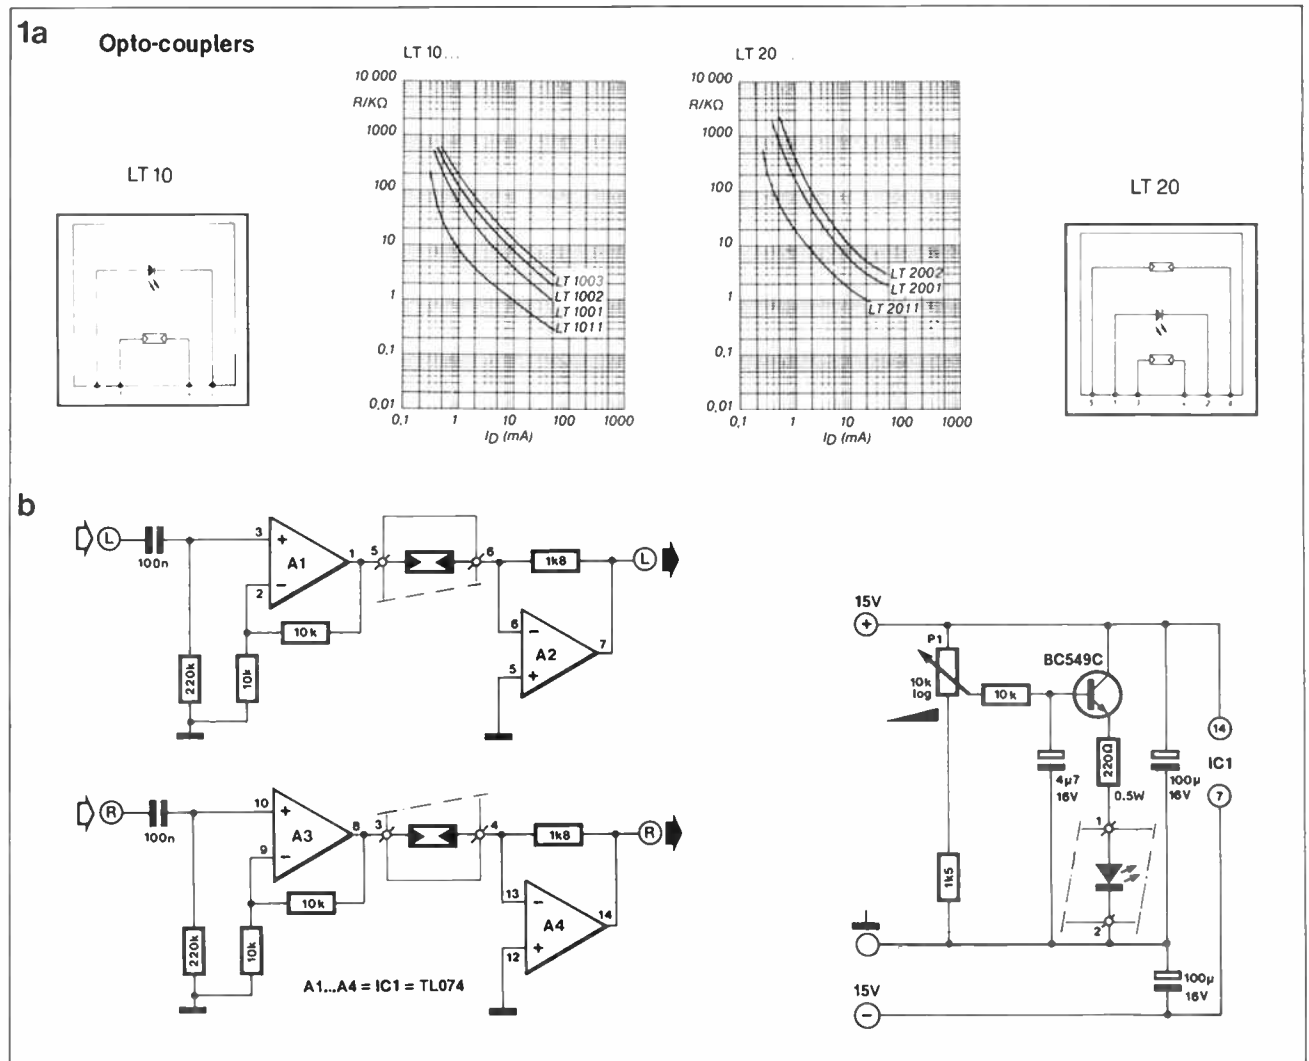 1a
Opto-couplers
LT 10...
10 000
R/KΩ
1000
100
10
1
0,1
0,01
0,1 1 10 100 1000
ID (mA)
LT 1003
LT 1002
LT 1001
LT 1011
LT 20 .
10 000
R/KΩ
1000
100
10
1
0,1
0,01
0,1 1 10 100 1000
ID (mA)
LT 2002
LT 2001
LT 2011
LT 10
LT 20
b
L
100n
3
+
A1
1
−
2
10k
220k
10k
5
6
1k8
L
6
−
A2
7
5
+
R
100n
10
+
A3
8
−
9
10k
220k
10k
3
4
1k8
R
13
−
A4
14
12
+
A1...A4 = IC1 = TL074
15V
+
P1
10k
log
10k
BC549C
4µ7
16V
220Ω
0.5W
100µ
16V
14
IC1
7
1k5
1
2
100µ
16V
15V
−